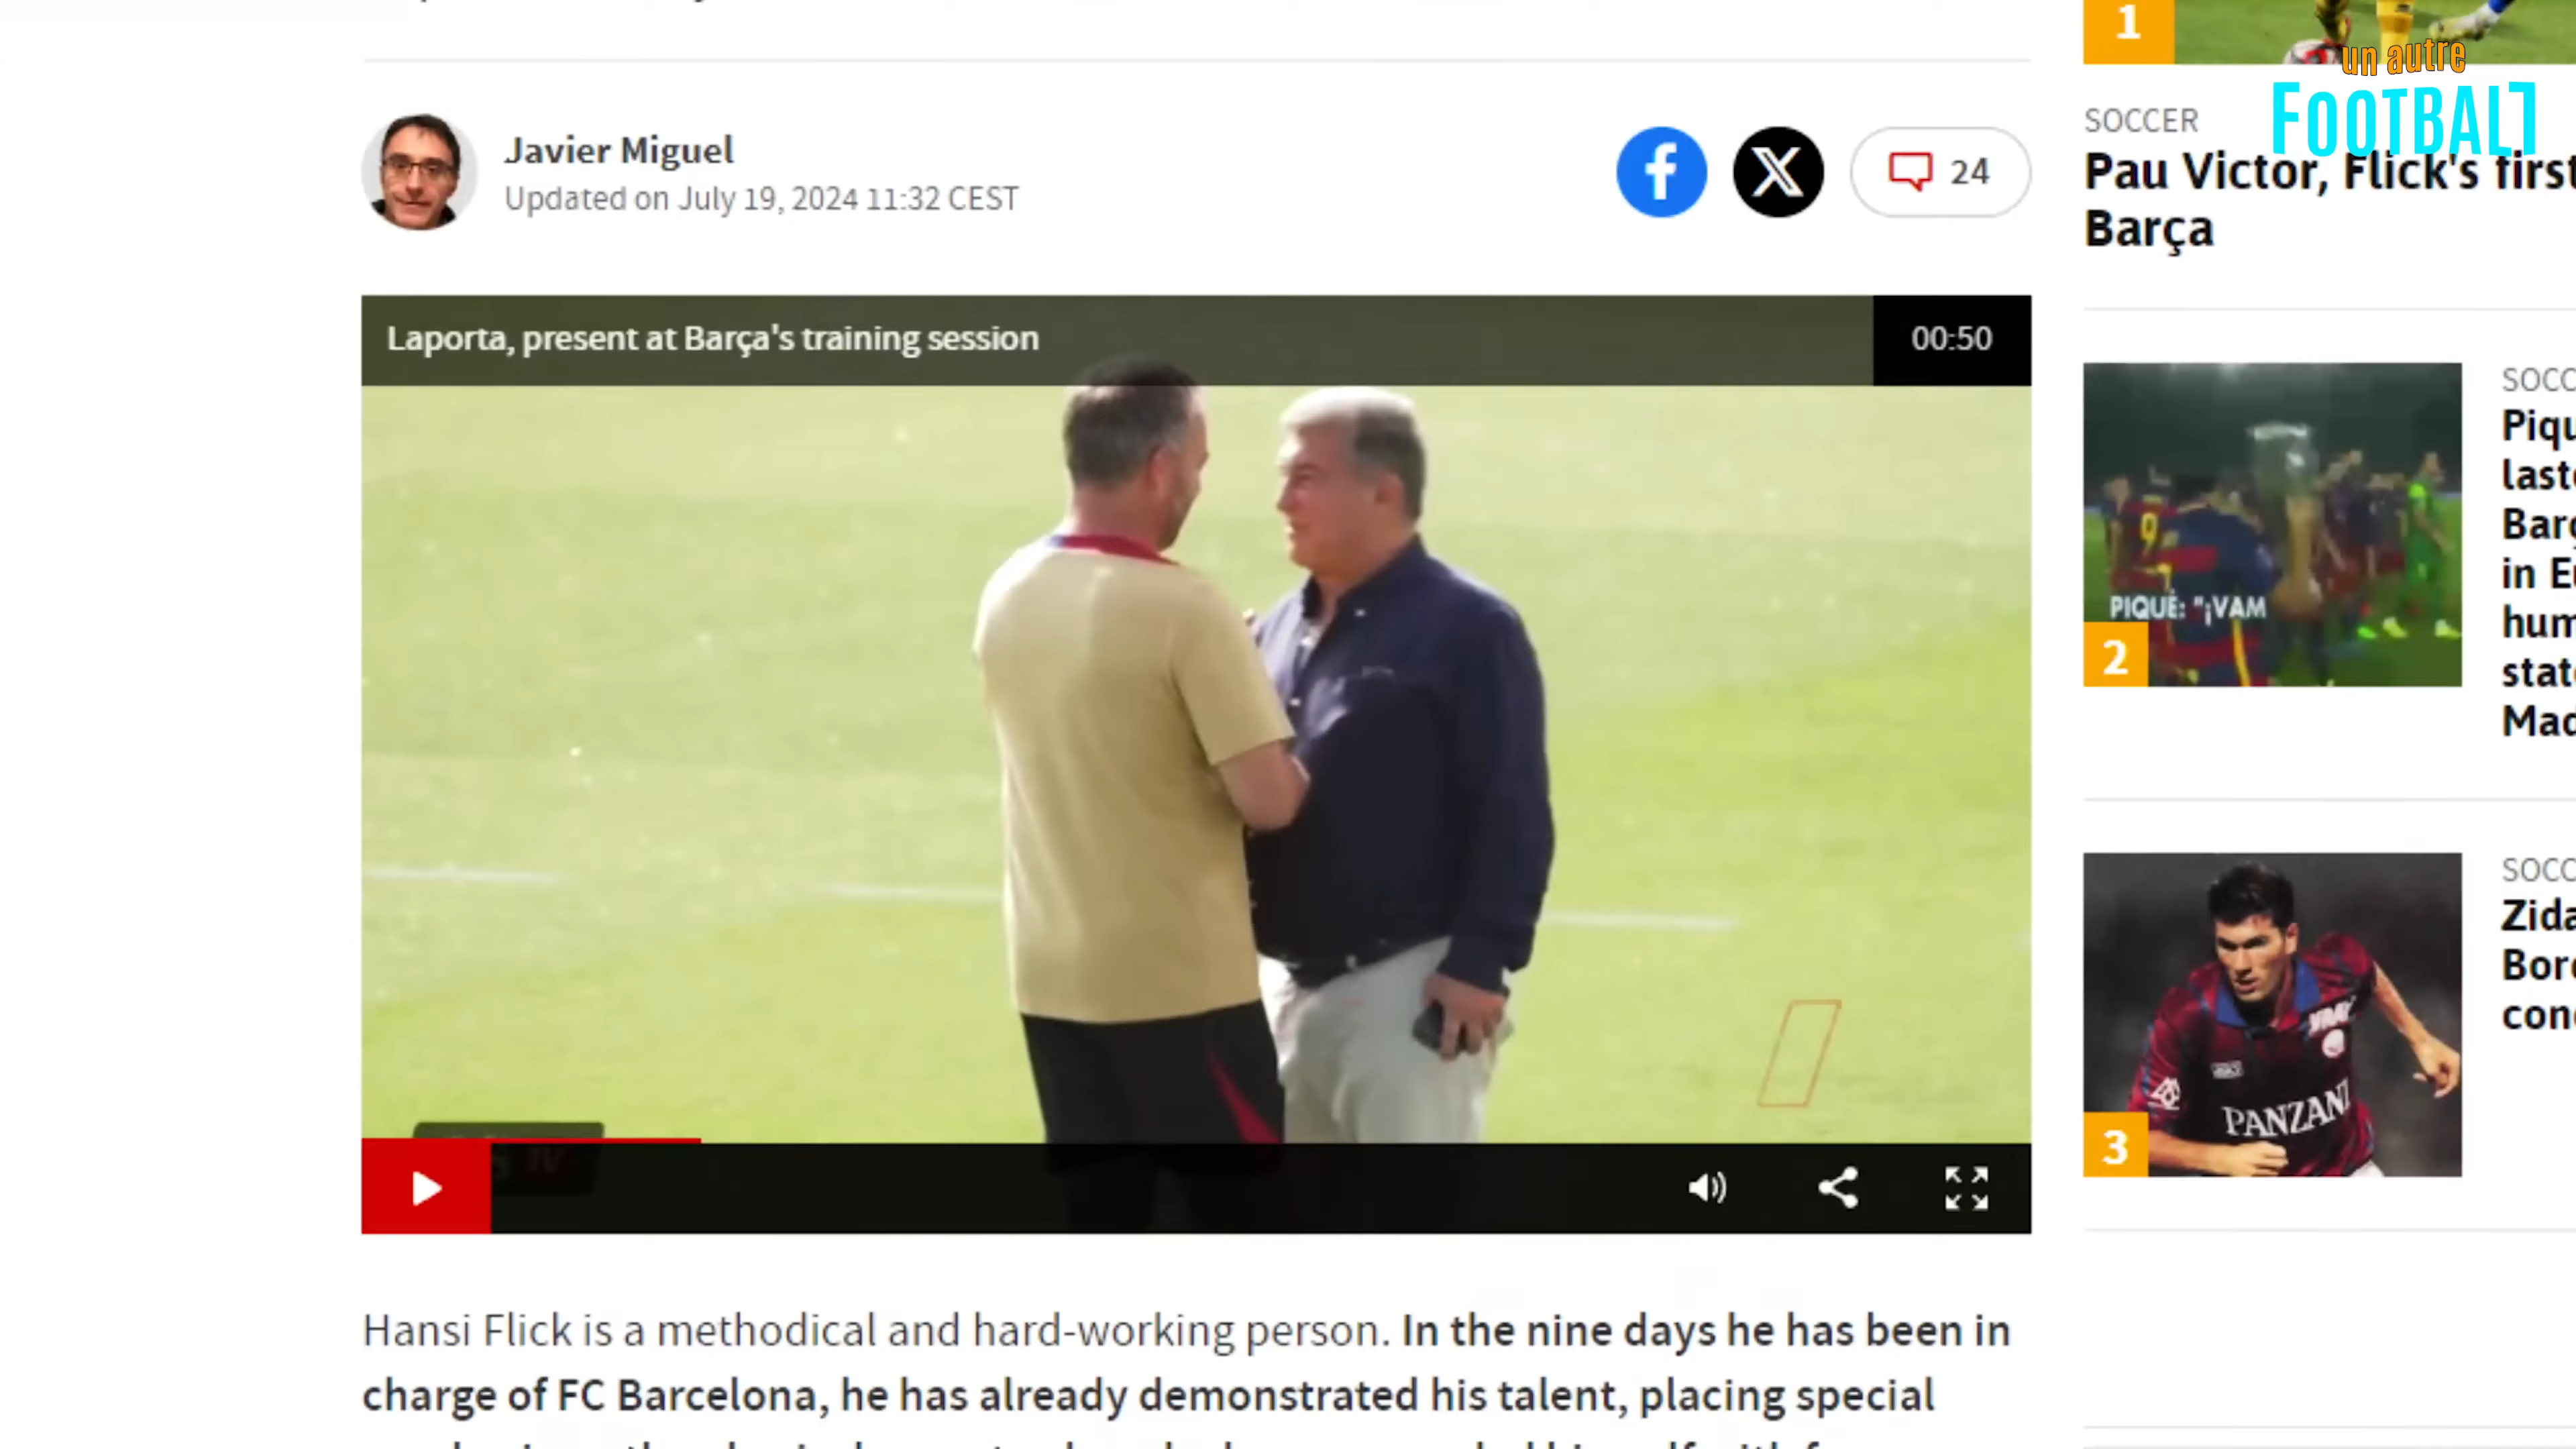 Javier Miguel
Updated on July 19, 2024 11:32 CEST
24
Laporta, present at Barça's training session
00:50
Hansi Flick is a methodical and hard-working person. In the nine days he has been in
charge of FC Barcelona, he has already demonstrated his talent, placing special
1
un autre
FOOTBALL
SOCCER
Pau Victor, Flick's first
Barça
PIQUÉ: "¡VAM
2
in
Bar
PANZANI
3